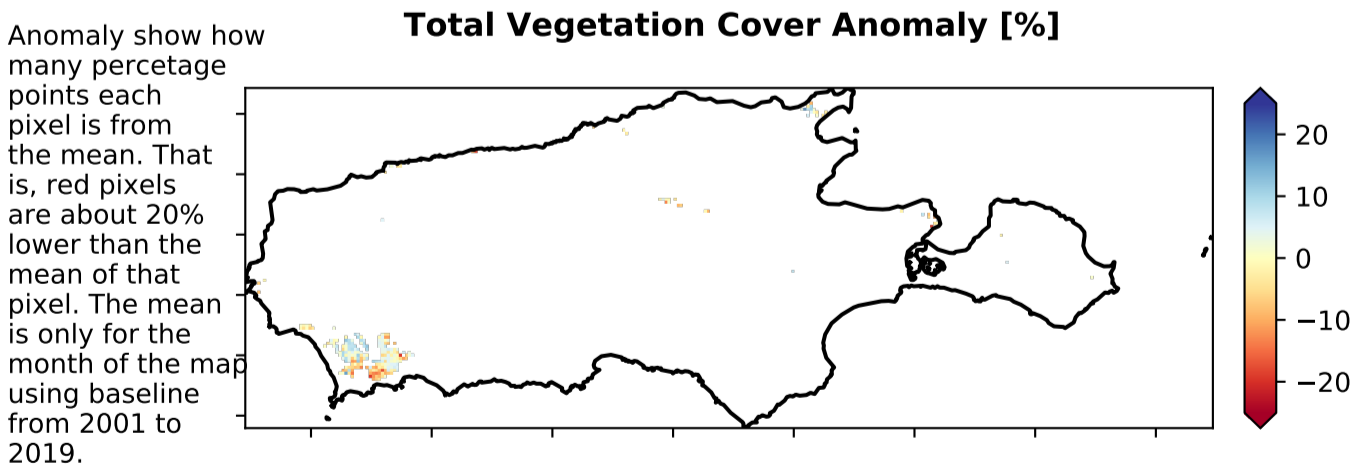 Total Vegetation Cover Anomaly [%]
Anomaly show how
many percetage
points each
pixel is from
the mean. That
is, red pixels
are about 20%
lower than the
mean of that
pixel. The mean
is only for the
month of the map
using baseline
from 2001 to
2019.
20
10
0
−10
−20